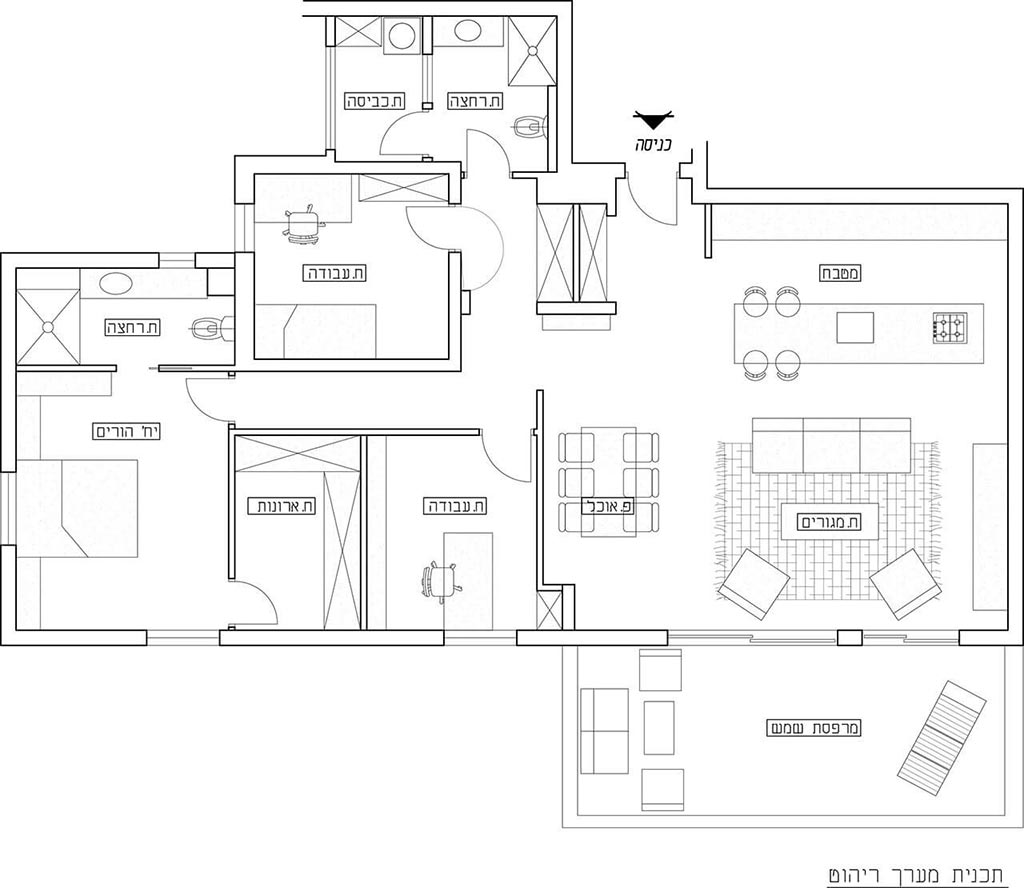 ח.רחצה
ח.כביסה
כניסה
מטבח
ח.עבודה
ח.רחצה
יח' הורים
פ.אוכל
ח.עבודה
ח.ארונות
ח.מגורים
מרפסת שמש
תכנית מערך ריהוט